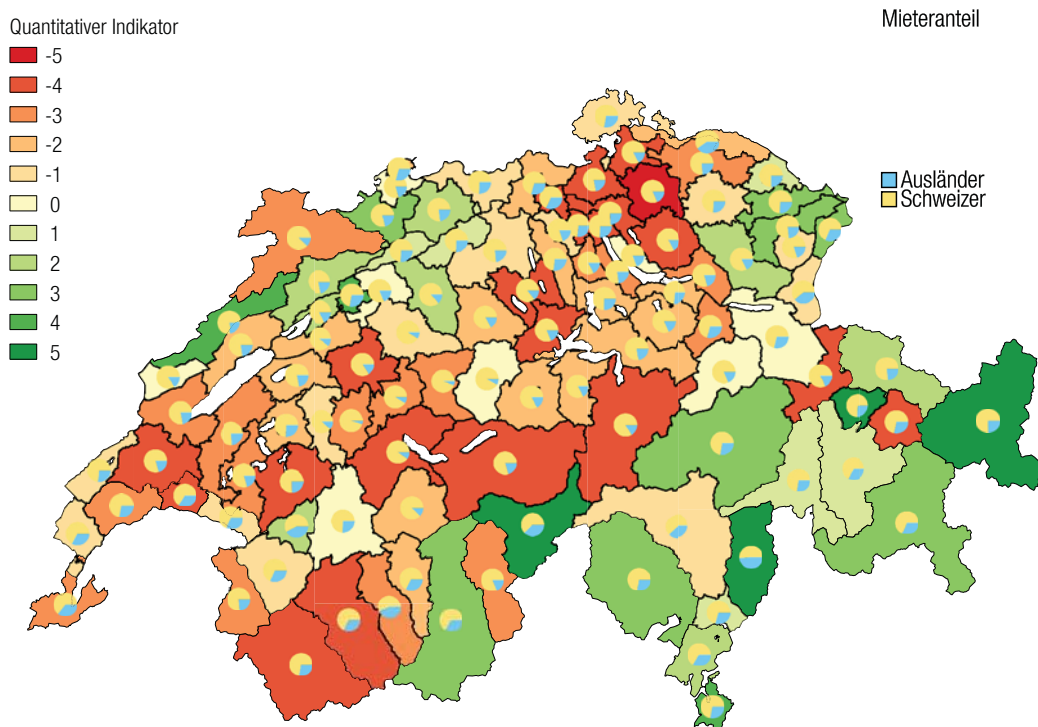 Quantitativer Indikator
-5
-4
-3
-2
-1
0
1
2
3
4
5
Mieteranteil
Ausländer
Schweizer